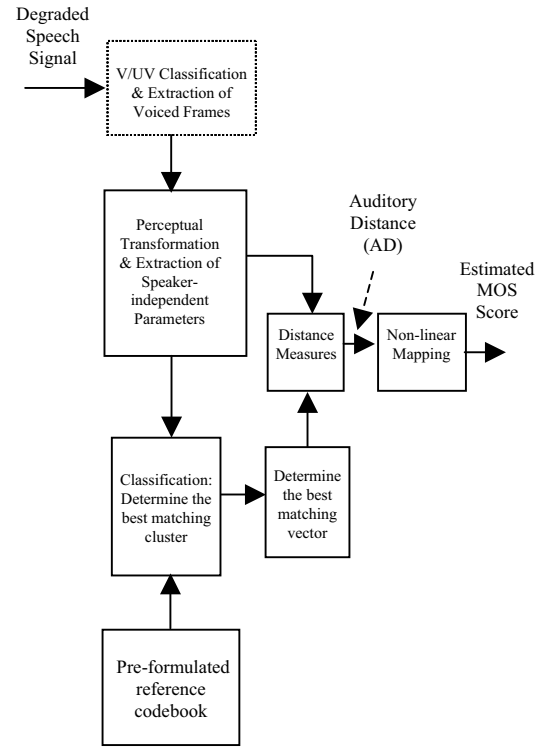 Degraded
Speech
Signal
V/UV Classification
& Extraction of
Voiced Frames
Perceptual
Transformation
& Extraction of
Speaker-
independent
Parameters
Auditory
Distance
(AD)
Estimated
MOS
Score
Distance
Measures
Non-linear
Mapping
Classification:
Determine the
best matching
cluster
Determine
the best
matching
vector
Pre-formulated
reference
codebook